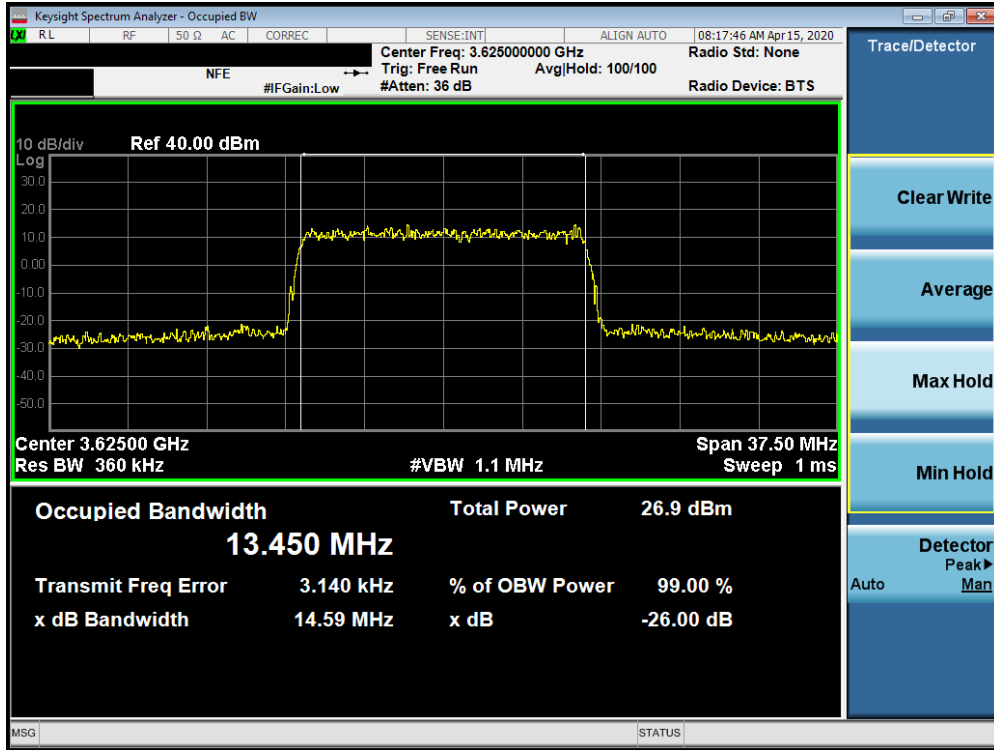 Keysight Spectrum Analyzer - Occupied BW
LXI RL RF 50 Ω AC CORREC SENSE:INT ALIGN AUTO 08:17:46 AM Apr 15, 2020
Center Freq: 3.625000000 GHz Radio Std: None
NFE Trig: Free Run Avg|Hold: 100/100
#IFGain:Low #Atten: 36 dB Radio Device: BTS
10 dB/div Ref 40.00 dBm
Log
30.0
20.0
10.0
0.00
-10.0
-20.0
-30.0
-40.0
-50.0
Center 3.62500 GHz Span 37.50 MHz
Res BW 360 kHz #VBW 1.1 MHz Sweep 1 ms
Occupied Bandwidth Total Power 26.9 dBm
13.450 MHz
Transmit Freq Error 3.140 kHz % of OBW Power 99.00 %
x dB Bandwidth 14.59 MHz x dB -26.00 dB
MSG STATUS
Trace/Detector
Clear Write
Average
Max Hold
Min Hold
Detector
Peak▶
Auto Man